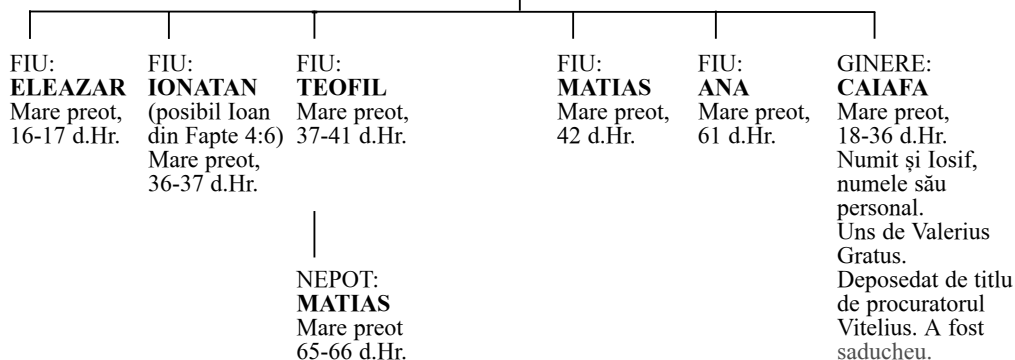 FIU:
ELEAZAR
Mare preot,
16-17 d.Hr.
FIU:
IONATAN
(posibil Ioan
din Fapte 4:6)
Mare preot,
36-37 d.Hr.
FIU:
TEOFIL
Mare preot,
37-41 d.Hr.
NEPOT:
MATIAS
Mare preot
65-66 d.Hr.
FIU:
MATIAS
Mare preot,
42 d.Hr.
FIU:
ANA
Mare preot,
61 d.Hr.
GINERE:
CAIAFA
Mare preot,
18-36 d.Hr.
Numit și Iosif,
numele său
personal.
Uns de Valerius
Gratus.
Deposedat de titlu
de procuratorul
Vitelius. A fost
saducheu.